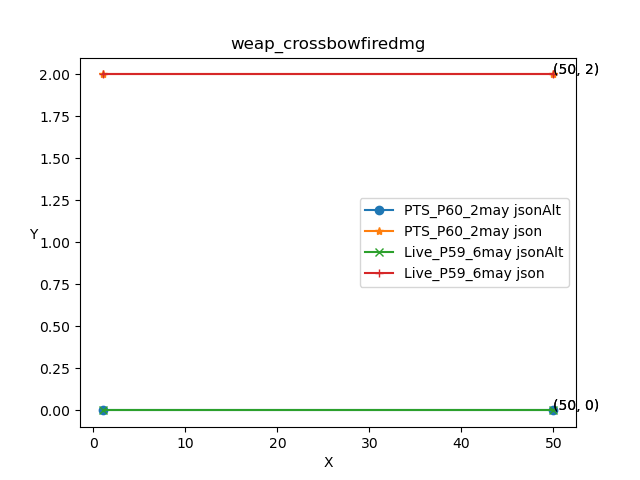 weap_crossbowfiredmg
2.00
1.75
1.50
1.25
1.00
0.75
0.50
0.25
0.00
Y
(50, 2)
PTS_P60_2may jsonAlt
PTS_P60_2may json
Live_P59_6may jsonAlt
Live_P59_6may json
(50, 0)
0 10 20 30 40 50
X